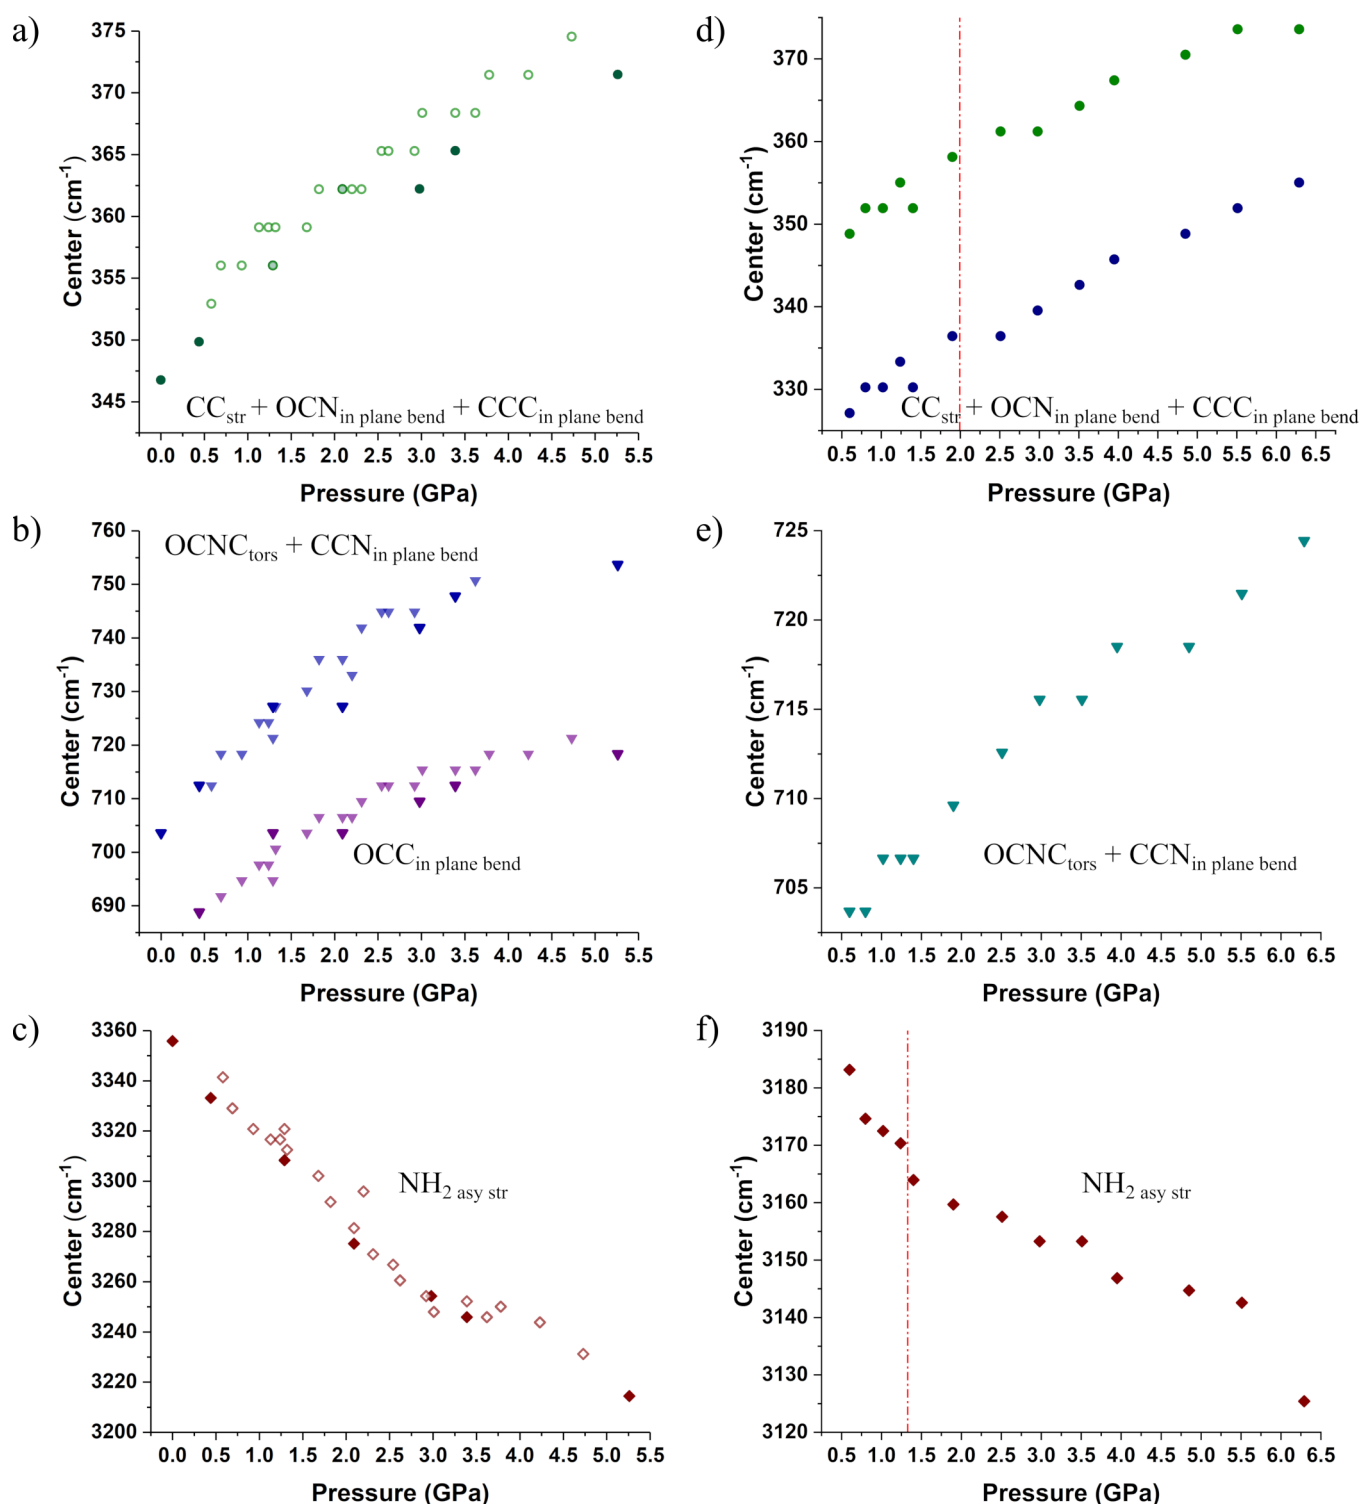 a)
375
370
365
360
355
350
345
Center (cm-1)
CCstr + OCNin plane bend + CCCin plane bend
0.0 0.5 1.0 1.5 2.0 2.5 3.0 3.5 4.0 4.5 5.0 5.5
Pressure (GPa)
d)
370
360
350
340
330
Center (cm-1)
CCstr + OCNin plane bend + CCCin plane bend
0.5 1.0 1.5 2.0 2.5 3.0 3.5 4.0 4.5 5.0 5.5 6.0 6.5
Pressure (GPa)
b)
760
750
740
730
720
710
700
690
Center (cm-1)
OCNCtors + CCNin plane bend
OCCin plane bend
0.0 0.5 1.0 1.5 2.0 2.5 3.0 3.5 4.0 4.5 5.0 5.5
Pressure (GPa)
e)
725
720
715
710
705
Center (cm-1)
OCNCtors + CCNin plane bend
0.5 1.0 1.5 2.0 2.5 3.0 3.5 4.0 4.5 5.0 5.5 6.0 6.5
Pressure (GPa)
c)
3360
3340
3320
3300
3280
3260
3240
3220
3200
Center (cm-1)
NH2 asy str
0.0 0.5 1.0 1.5 2.0 2.5 3.0 3.5 4.0 4.5 5.0 5.5
Pressure (GPa)
f)
3190
3180
3170
3160
3150
3140
3130
3120
Center (cm-1)
NH2 asy str
0.5 1.0 1.5 2.0 2.5 3.0 3.5 4.0 4.5 5.0 5.5 6.0 6.5
Pressure (GPa)